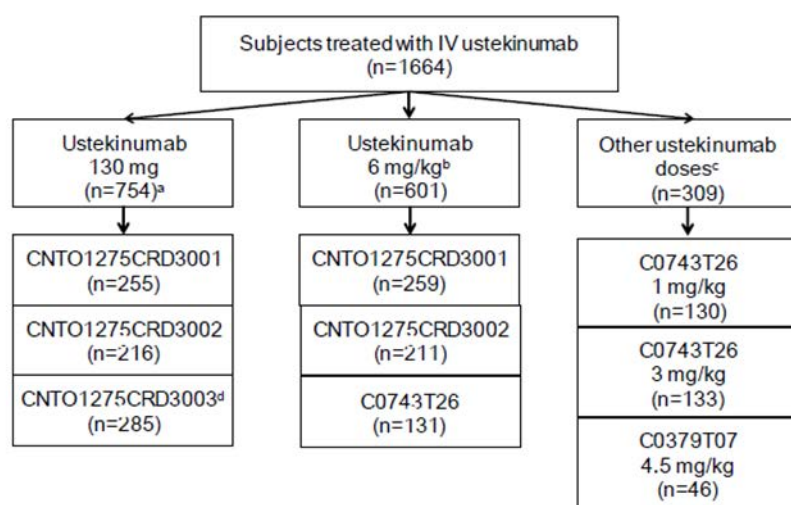 Subjects treated with IV ustekinumab
(n=1664)
Ustekinumab
130 mg
(n=754)ᵃ
CNTO1275CRD3001
(n=255)
CNTO1275CRD3002
(n=216)
CNTO1275CRD3003ᵈ
(n=285)
Ustekinumab
6 mg/kgᵇ
(n=601)
CNTO1275CRD3001
(n=259)
CNTO1275CRD3002
(n=211)
C0743T26
(n=131)
Other ustekinumab
dosesᶜ
(n=309)
C0743T26
1 mg/kg
(n=130)
C0743T26
3 mg/kg
(n=133)
C0379T07
4.5 mg/kg
(n=46)